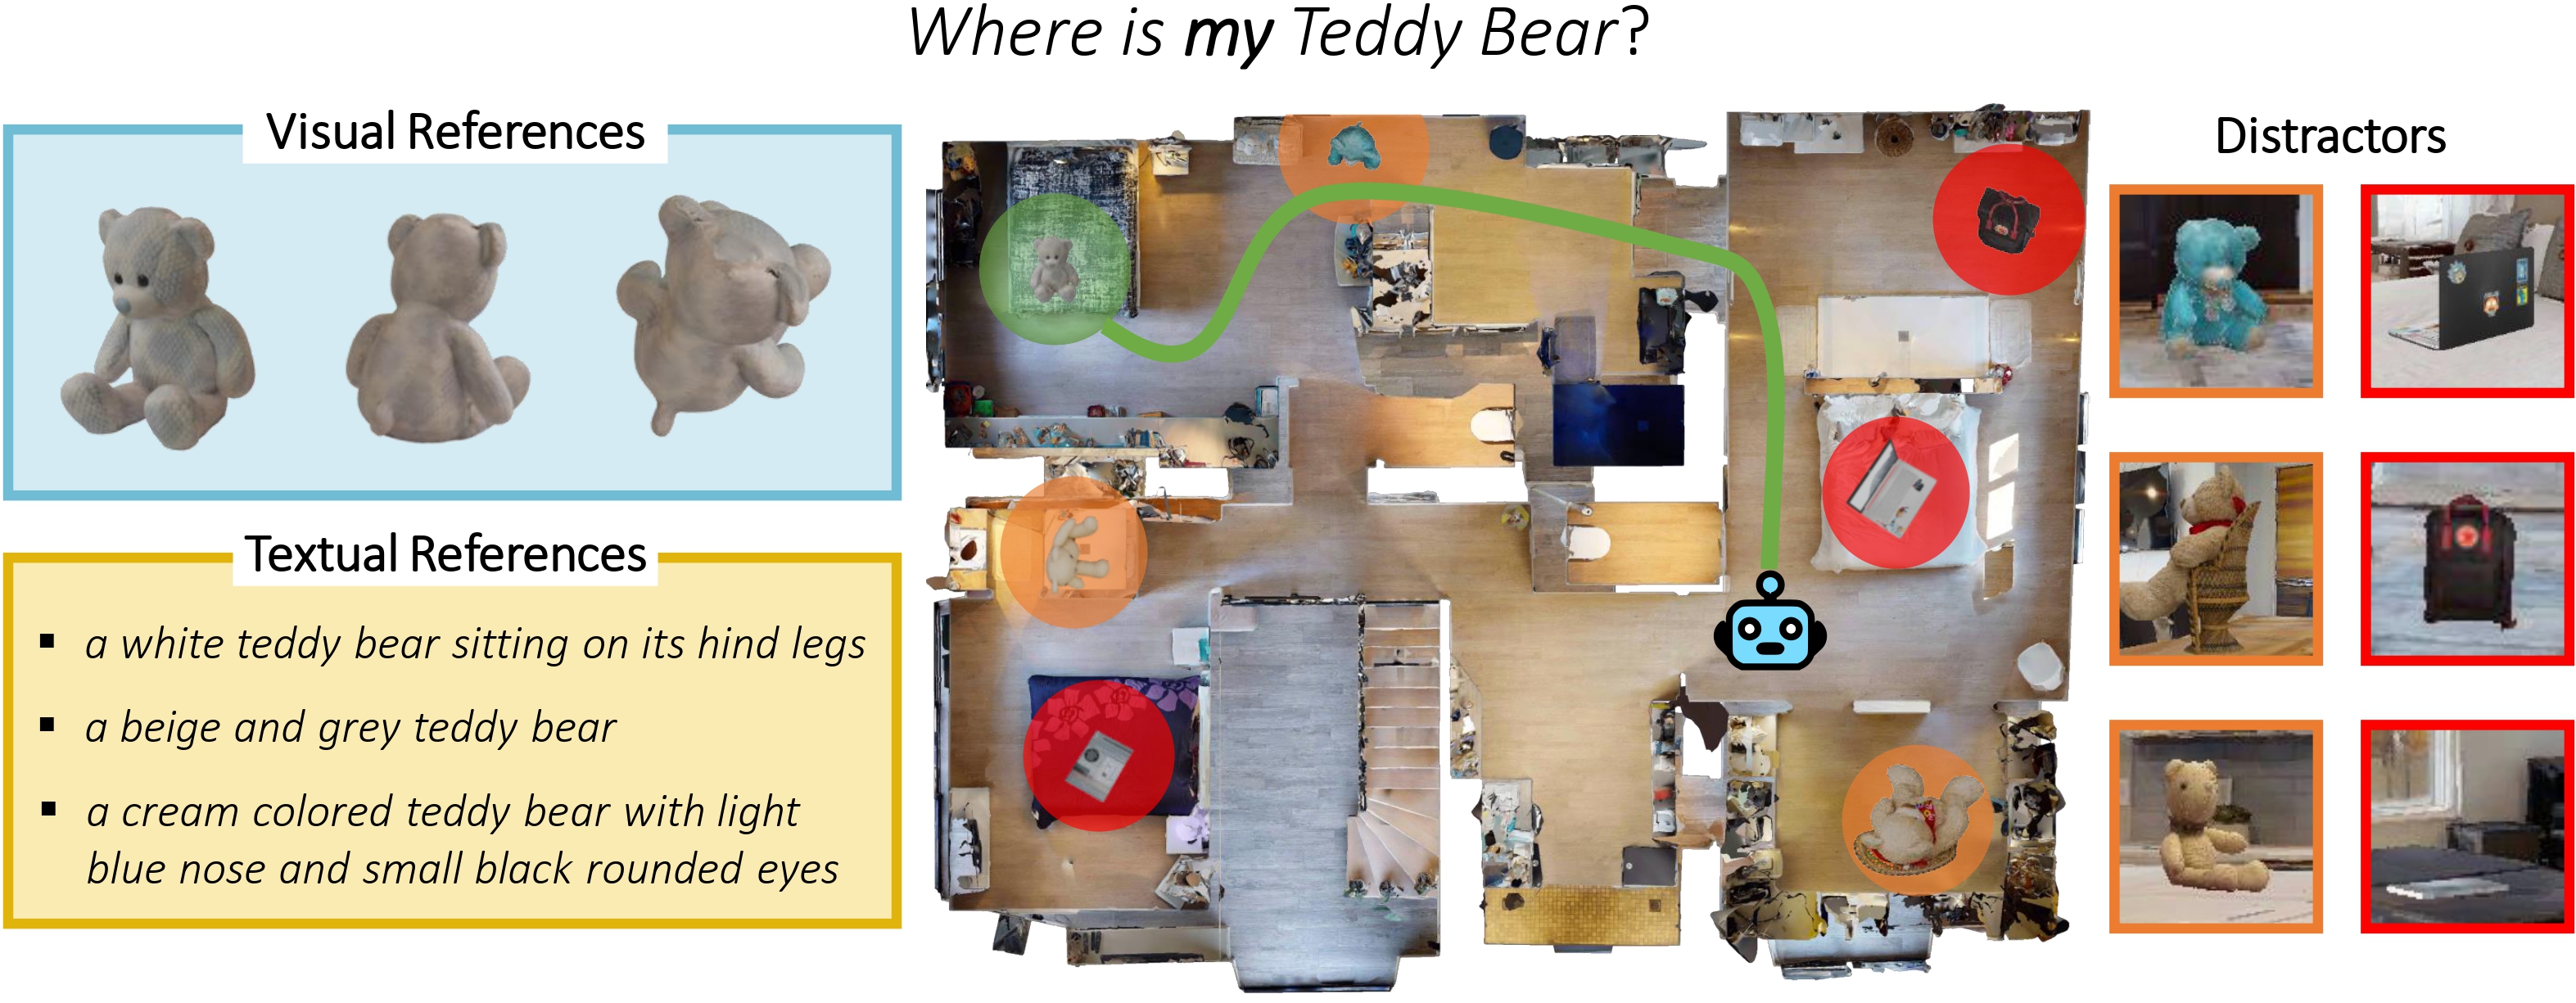 Where is my Teddy Bear?
Visual References
Textual References
▪ a white teddy bear sitting on its hind legs
▪ a beige and grey teddy bear
▪ a cream colored teddy bear with light
blue nose and small black rounded eyes
Distractors